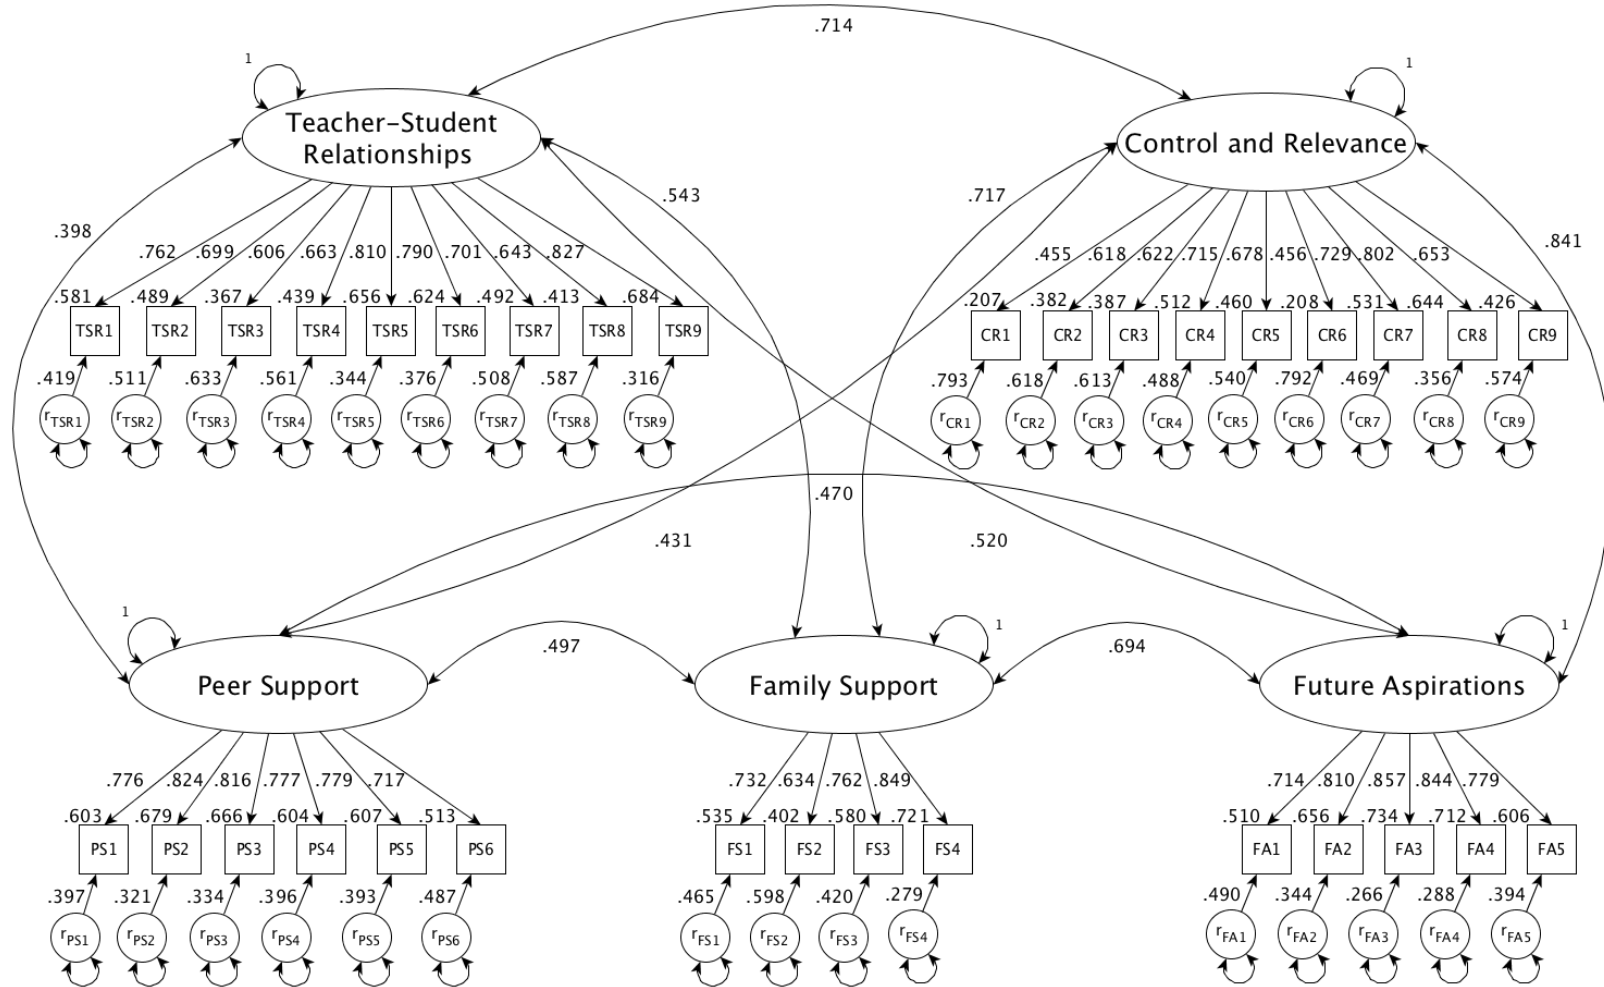 .714
1
1
Teacher–Student
Relationships
Control and Relevance
.543
.717
.398
.841
.762 .699 .606 .663 .810 .790 .701 .643 .827
.455 .618 .622 .715 .678 .456 .729 .802 .653
.581 .489 .367 .439 .656 .624 .492 .413 .684
.207 .382 .387 .512 .460 .208 .531 .644 .426
TSR1 TSR2 TSR3 TSR4 TSR5 TSR6 TSR7 TSR8 TSR9
CR1 CR2 CR3 CR4 CR5 CR6 CR7 CR8 CR9
.419 .511 .633 .561 .344 .376 .508 .587 .316
.793 .618 .613 .488 .540 .792 .469 .356 .574
rTSR1 rTSR2 rTSR3 rTSR4 rTSR5 rTSR6 rTSR7 rTSR8 rTSR9
rCR1 rCR2 rCR3 rCR4 rCR5 rCR6 rCR7 rCR8 rCR9
.470
.431
.520
1
1
1
.497
.694
Peer Support
Family Support
Future Aspirations
.776 .824 .816 .777 .779 .717
.732 .634 .762 .849
.714 .810 .857 .844 .779
.603 .679 .666 .604 .607 .513
.535 .402 .580 .721
.510 .656 .734 .712 .606
PS1 PS2 PS3 PS4 PS5 PS6
FS1 FS2 FS3 FS4
FA1 FA2 FA3 FA4 FA5
.397 .321 .334 .396 .393 .487
.465 .598 .420 .279
.490 .344 .266 .288 .394
rPS1 rPS2 rPS3 rPS4 rPS5 rPS6
rFS1 rFS2 rFS3 rFS4
rFA1 rFA2 rFA3 rFA4 rFA5